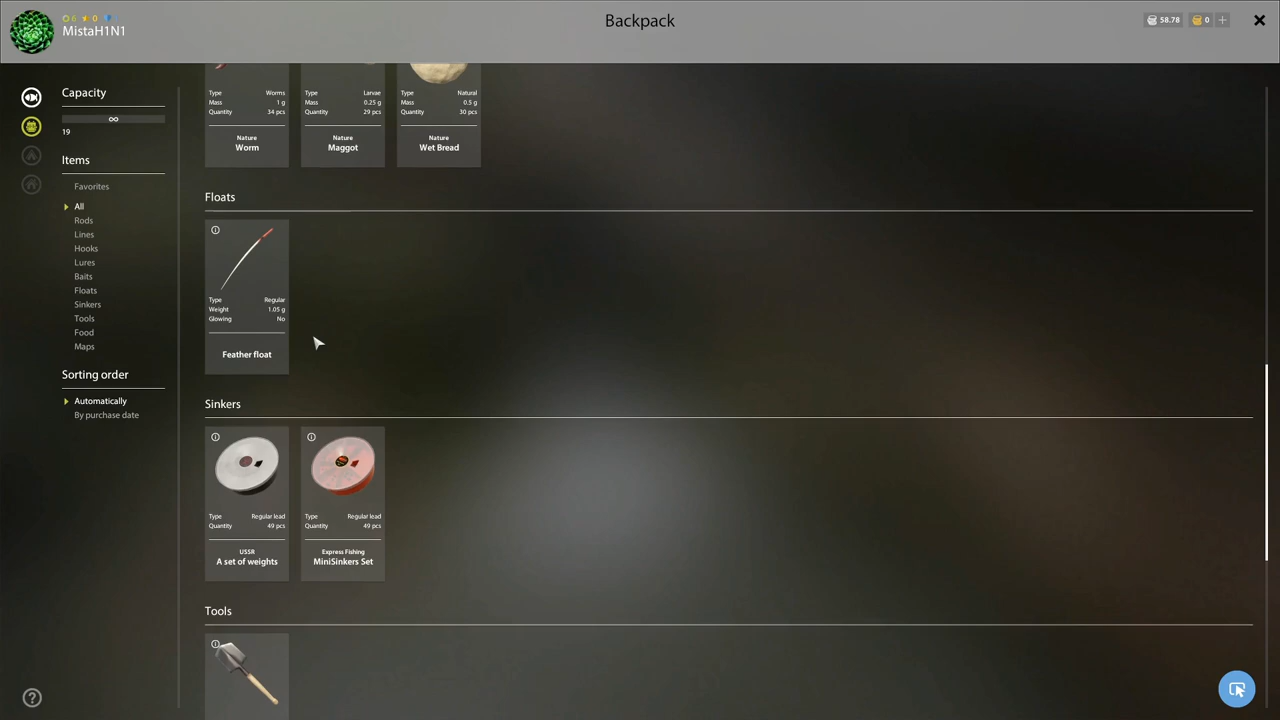 6 0
MistaH1N1
Backpack
58.78 0
Capacity
∞
19
Items
Favorites
All
Rods
Lines
Hooks
Lures
Baits
Floats
Sinkers
Tools
Food
Maps
Sorting order
Automatically
By purchase date
Type Worms
Mass 1 g
Quantity 34 pcs
Nature
Worm
Type Larvae
Mass 0.25 g
Quantity 29 pcs
Nature
Maggot
Type Natural
Mass 0.5 g
Quantity 30 pcs
Nature
Wet Bread
Floats
Type Regular
Weight 1.05 g
Glowing No
Feather float
Sinkers
Type Regular lead
Quantity 49 pcs
USSR
A set of weights
Type Regular lead
Quantity 49 pcs
Express Fishing
MiniSinkers Set
Tools